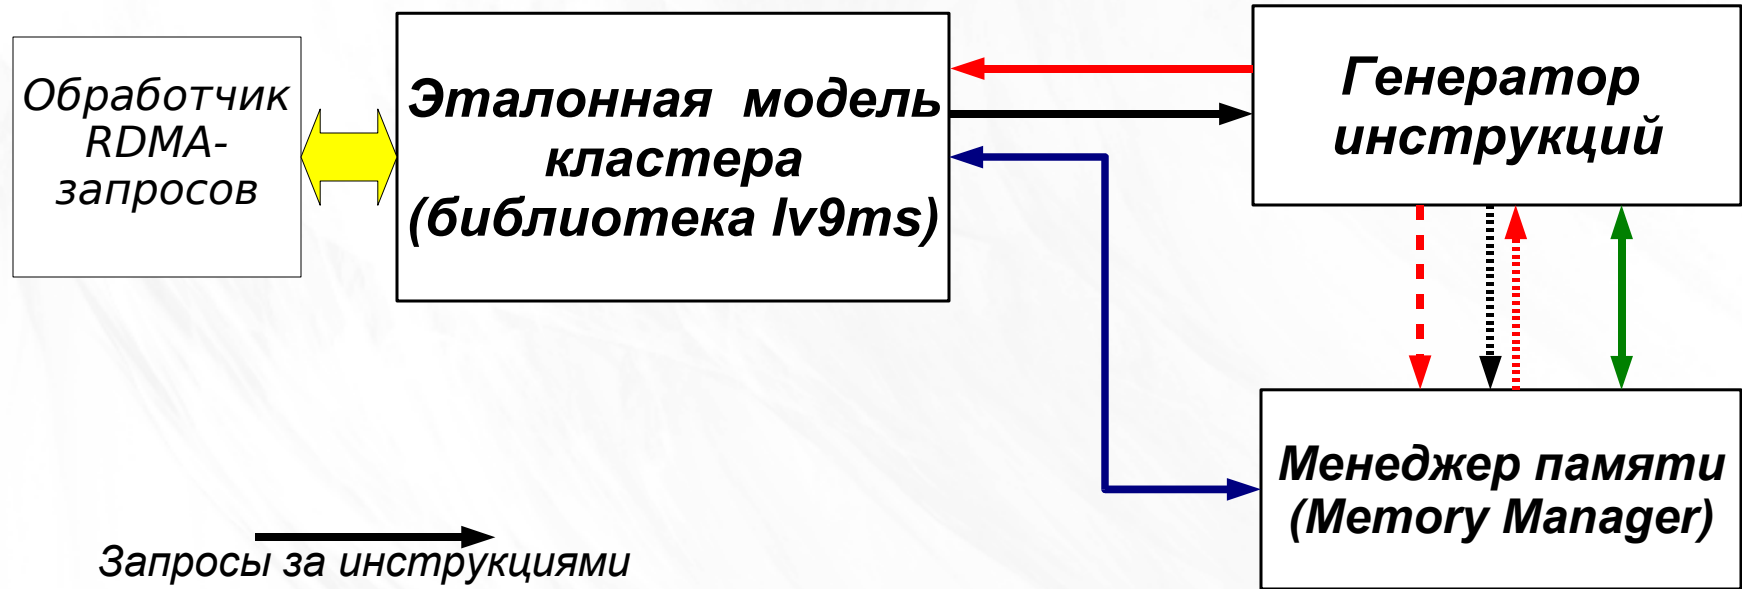 Обработчик
RDMA-
запросов
Эталонная модель
кластера
(библиотека lv9ms)
Генератор
инструкций
Менеджер памяти
(Memory Manager)
Запросы за инструкциями